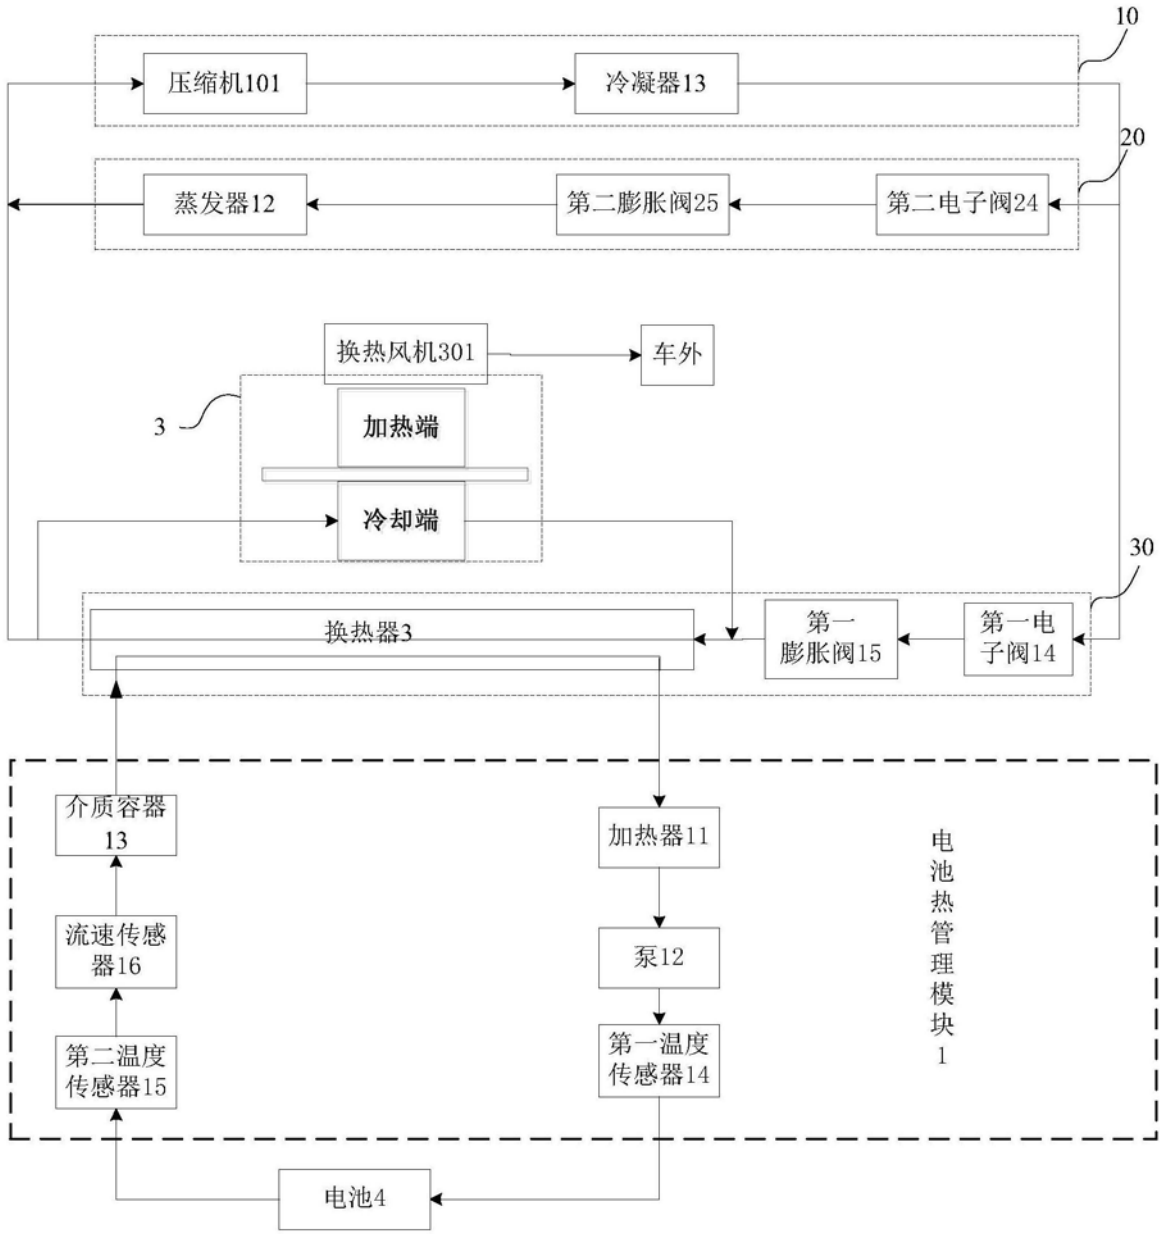 10
压缩机101
冷凝器13
20
蒸发器12
第二膨胀阀25
第二电子阀24
换热风机301
车外
3
加热端
冷却端
30
换热器3
第一
膨胀阀15
第一电
子阀14
介质容器
13
加热器11
流速传感
器16
泵12
第二温度
传感器15
第一温度
传感器14
电池热管理模块1
电池4